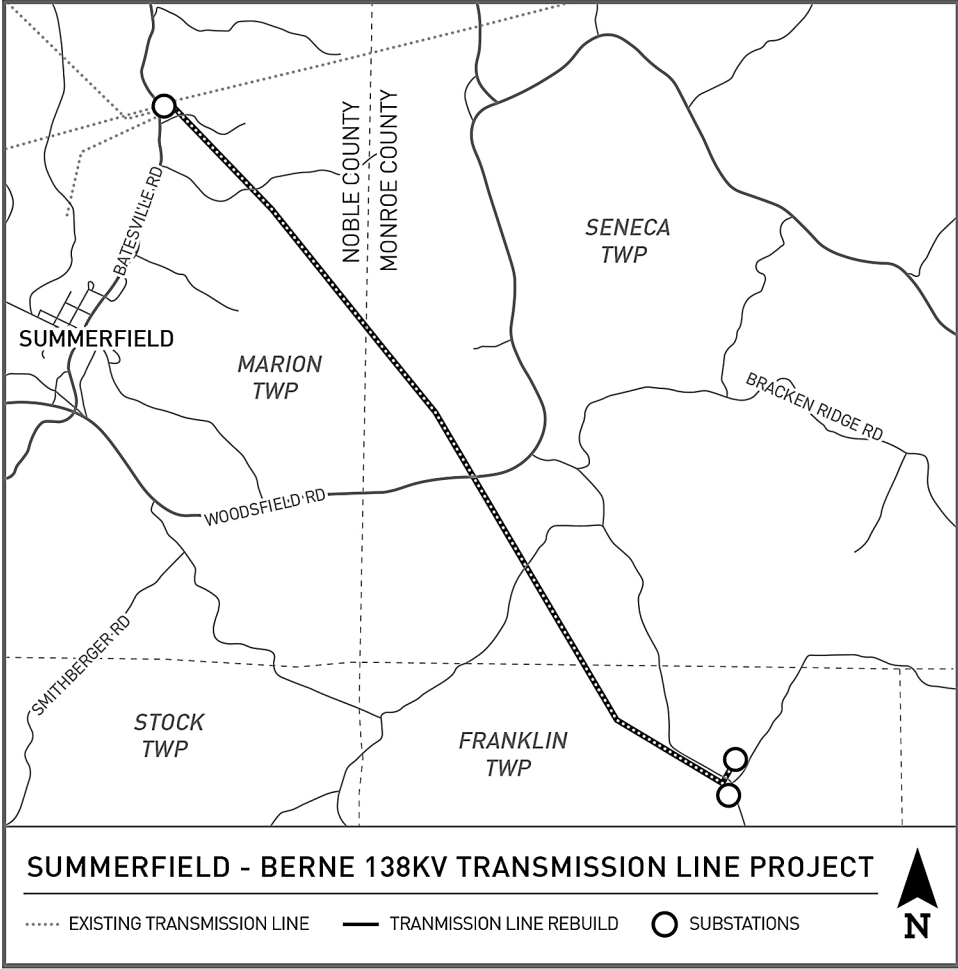 NOBLE COUNTY
MONROE COUNTY
BATESVILLE RD
SENECA
TWP
SUMMERFIELD
MARION
TWP
BRACKEN RIDGE RD
WOODSFIELD RD
SMITHBERGER RD
STOCK
TWP
FRANKLIN
TWP
SUMMERFIELD - BERNE 138KV TRANSMISSION LINE PROJECT
EXISTING TRANSMISSION LINE
TRANMISSION LINE REBUILD
SUBSTATIONS
N